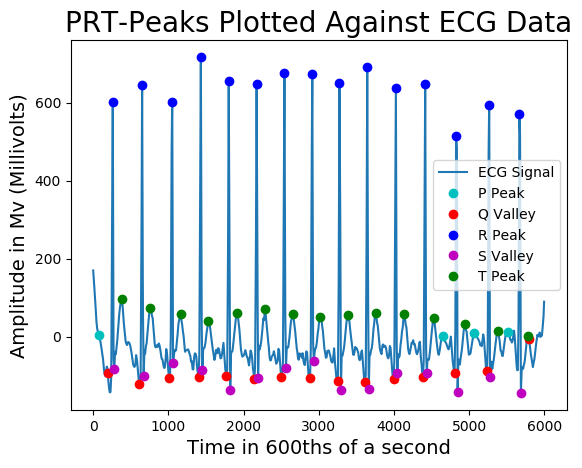 PRT-Peaks Plotted Against ECG Data
Amplitude in Mv (Millivolts)
600
400
200
0
ECG Signal
P Peak
Q Valley
R Peak
S Valley
T Peak
0 1000 2000 3000 4000 5000 6000
Time in 600ths of a second